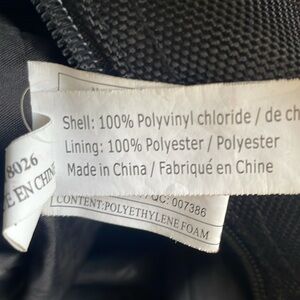 Shell: 100% Polyvinyl chloride / de ch
Lining: 100% Polyester / Polyester
Made in China / Fabriqué en Chine
8026
E EN CHINE
QC: 007386
CONTENT:POLYETHYLENE FOAM